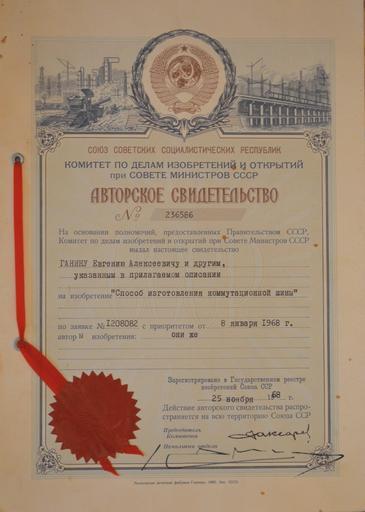 СОЮЗ СОВЕТСКИХ СОЦИАЛИСТИЧЕСКИХ РЕСПУБЛИК
КОМИТЕТ ПО ДЕЛАМ ИЗОБРЕТЕНИЙ И ОТКРЫТИЙ
при СОВЕТЕ МИНИСТРОВ СССР
АВТОРСКОЕ СВИДЕТЕЛЬСТВО
№ 236586
На основании полномочий, предоставленных Правительством СССР,
Комитет по делам изобретений и открытий при Совете Министров СССР
выдал настоящее свидетельство
ГАНИНУ Евгению Алексеевичу и другим,
указанным в прилагаемом описании
на изобретение "Способ изготовления коммутационной шины"
по заявке № 1208082 с приоритетом от 8 января 1968 г.
автор ы изобретения: они же
Зарегистрировано в Государственном реестре
изобретений Союза ССР
25 ноября 1968 г.
Действие авторского свидетельства распро-
страняется на всю территорию Союза ССР
Председатель
Комитета
Начальник отдела